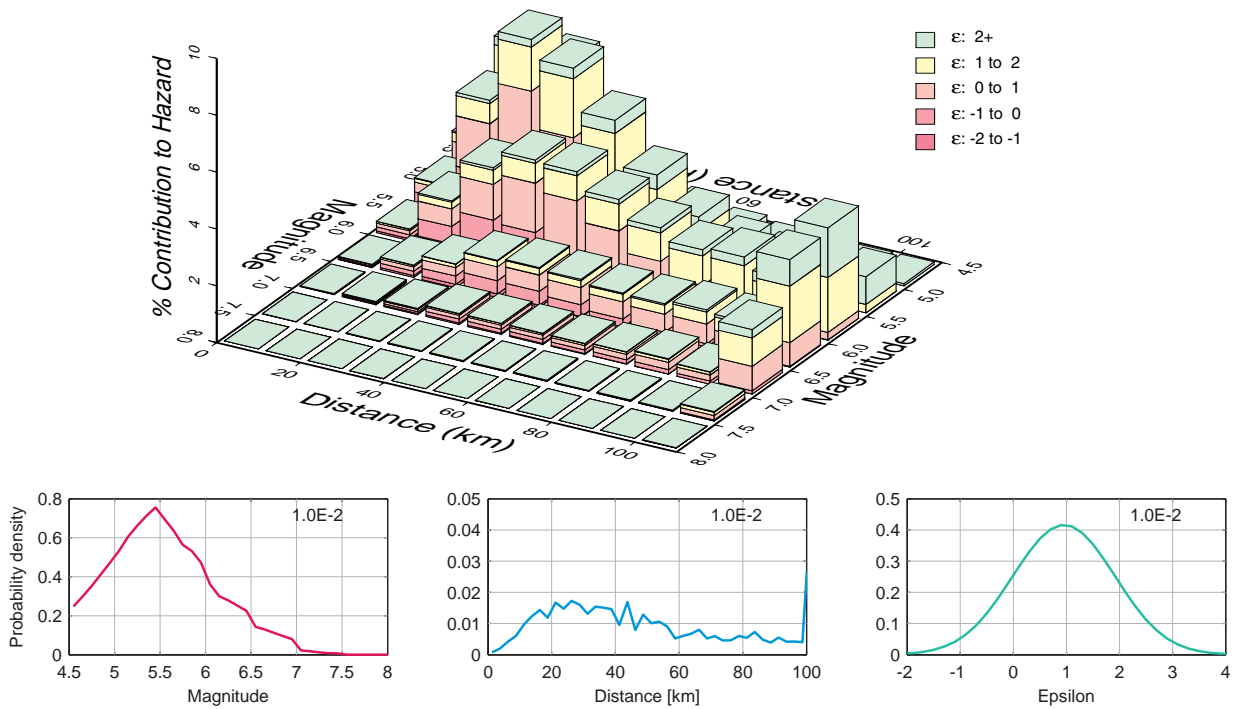 % Contribution to Hazard
10
8
6
4
2
0
ε: 2+
ε: 1 to 2
ε: 0 to 1
ε: -1 to 0
ε: -2 to -1
Magnitude
5.5
6.0
6.5
7.0
7.5
8.0
60
100
Distance (km)
20
40
60
80
100
Magnitude
4.5
5.0
5.5
6.0
6.5
7.0
7.5
8.0
Probability density
0.8
0.6
0.4
0.2
0
1.0E-2
4.5 5 5.5 6 6.5 7 7.5 8
Magnitude
0.05
0.04
0.03
0.02
0.01
0
1.0E-2
0 20 40 60 80 100
Distance [km]
0.5
0.4
0.3
0.2
0.1
0
1.0E-2
-2 -1 0 1 2 3 4
Epsilon